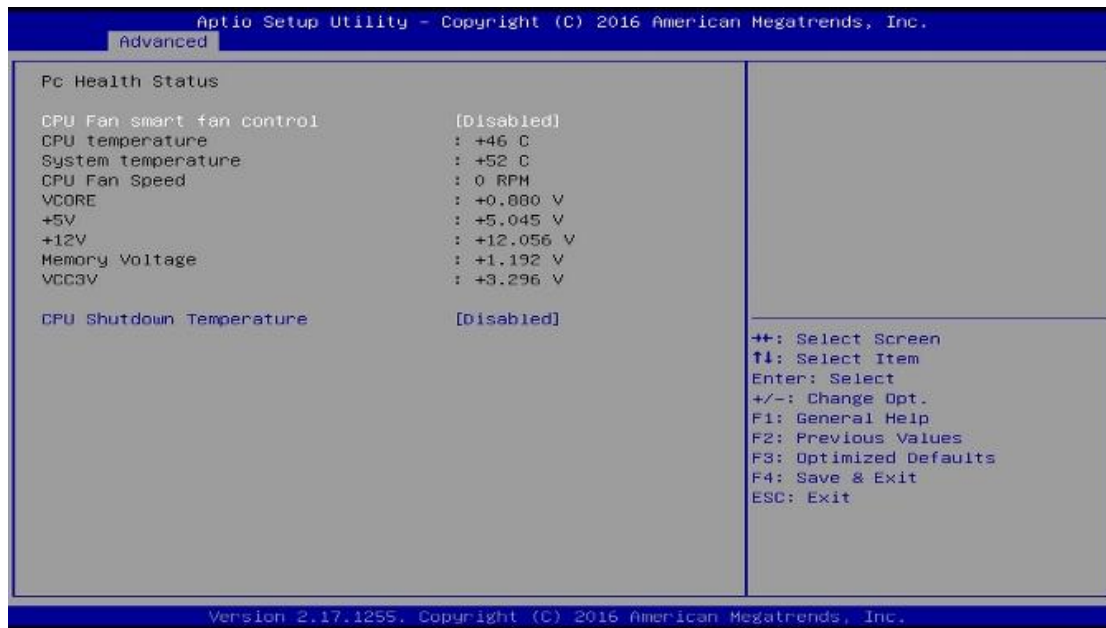 Aptio Setup Utility - Copyright (C) 2016 American Megatrends, Inc.
Advanced
Pc Health Status
CPU Fan smart fan control [Disabled]
CPU temperature : +46 C
System temperature : +52 C
CPU Fan Speed : 0 RPM
VCORE : +0.880 V
+5V : +5.045 V
+12V : +12.056 V
Memory Voltage : +1.192 V
VCC3V : +3.296 V
CPU Shutdown Temperature [Disabled]
→←: Select Screen
↑↓: Select Item
Enter: Select
+/-: Change Opt.
F1: General Help
F2: Previous Values
F3: Optimized Defaults
F4: Save & Exit
ESC: Exit
Version 2.17.1255. Copyright (C) 2016 American Megatrends, Inc.